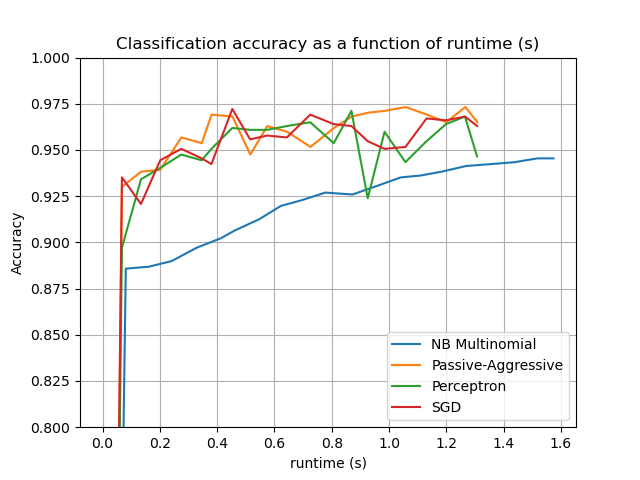 Classification accuracy as a function of runtime (s)
1.000
0.975
0.950
0.925
0.900
0.875
0.850
0.825
0.800
Accuracy
NB Multinomial
Passive-Aggressive
Perceptron
SGD
0.0 0.2 0.4 0.6 0.8 1.0 1.2 1.4 1.6
runtime (s)